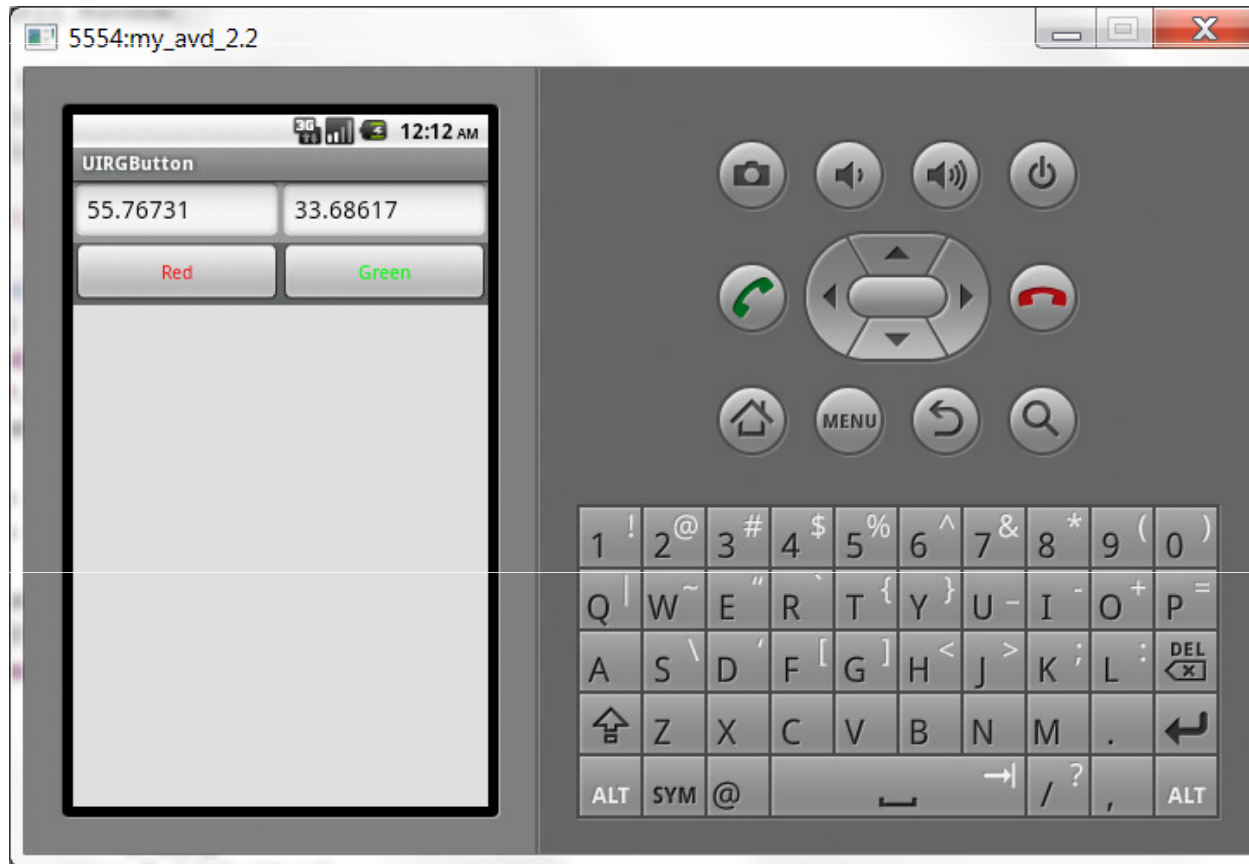 5554:my_avd_2.2
3G 12:12 AM
UIRGButton
55.76731 33.68617
Red Green
MENU
1 ! 2 @ 3 # 4 $ 5 % 6 ^ 7 & 8 * 9 ( 0 )
Q | W ~ E " R ` T { Y } U _ I - O + P =
A S \ D ' F [ G ] H < J > K ; L : DEL
Z X C V B N M .
ALT SYM @ / ? , ALT